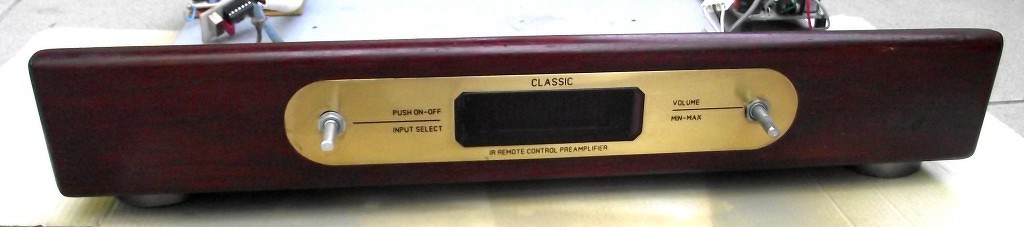 CLASSIC
PUSH ON-OFF
INPUT SELECT
VOLUME
MIN-MAX
IR REMOTE CONTROL PREAMPLIFIER